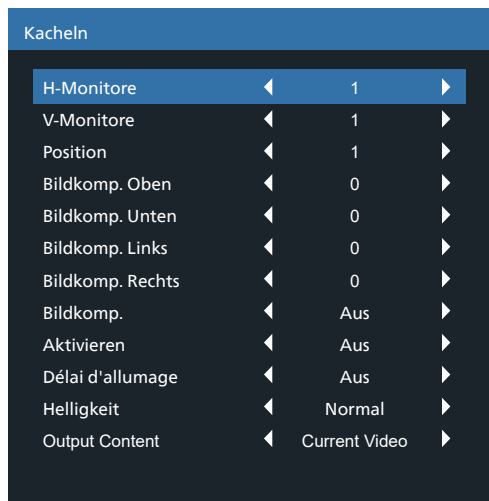 Kacheln
H-Monitore 1
V-Monitore 1
Position 1
Bildkomp. Oben 0
Bildkomp. Unten 0
Bildkomp. Links 0
Bildkomp. Rechts 0
Bildkomp. Aus
Aktivieren Aus
Délai d'allumage Aus
Helligkeit Normal
Output Content Current Video